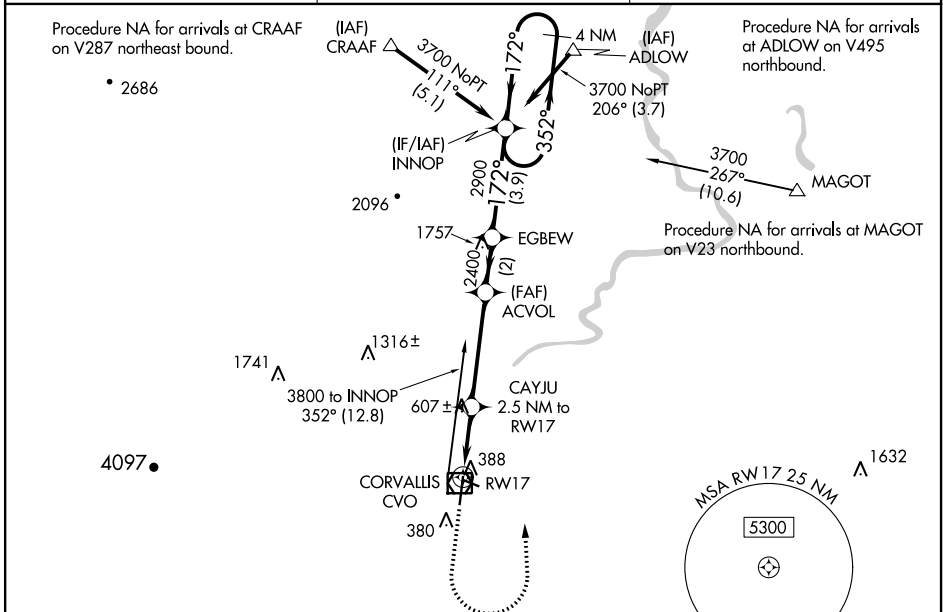 Procedure NA for arrivals at CRAAF
on V287 northeast bound.
2686
(IAF)
CRAAF
3700 NoPT
111°
(5.1)
172°
4 NM
(IAF)
ADLOW
3700 NoPT
206° (3.7)
Procedure NA for arrivals
at ADLOW on V495
northbound.
(IF/IAF)
INNOP
352°
2900
172°
(3.9)
3700
267°
(10.6)
MAGOT
Procedure NA for arrivals at MAGOT
on V23 northbound.
2096
1757
EGBEW
2400
(2)
(FAF)
ACVOL
1741
1316±
3800 to INNOP
352° (12.8)
607±
CAYJU
2.5 NM to
RW17
4097
388
CORVALLIS
CVO
RW17
380
1632
MSA RW17 25 NM
5300